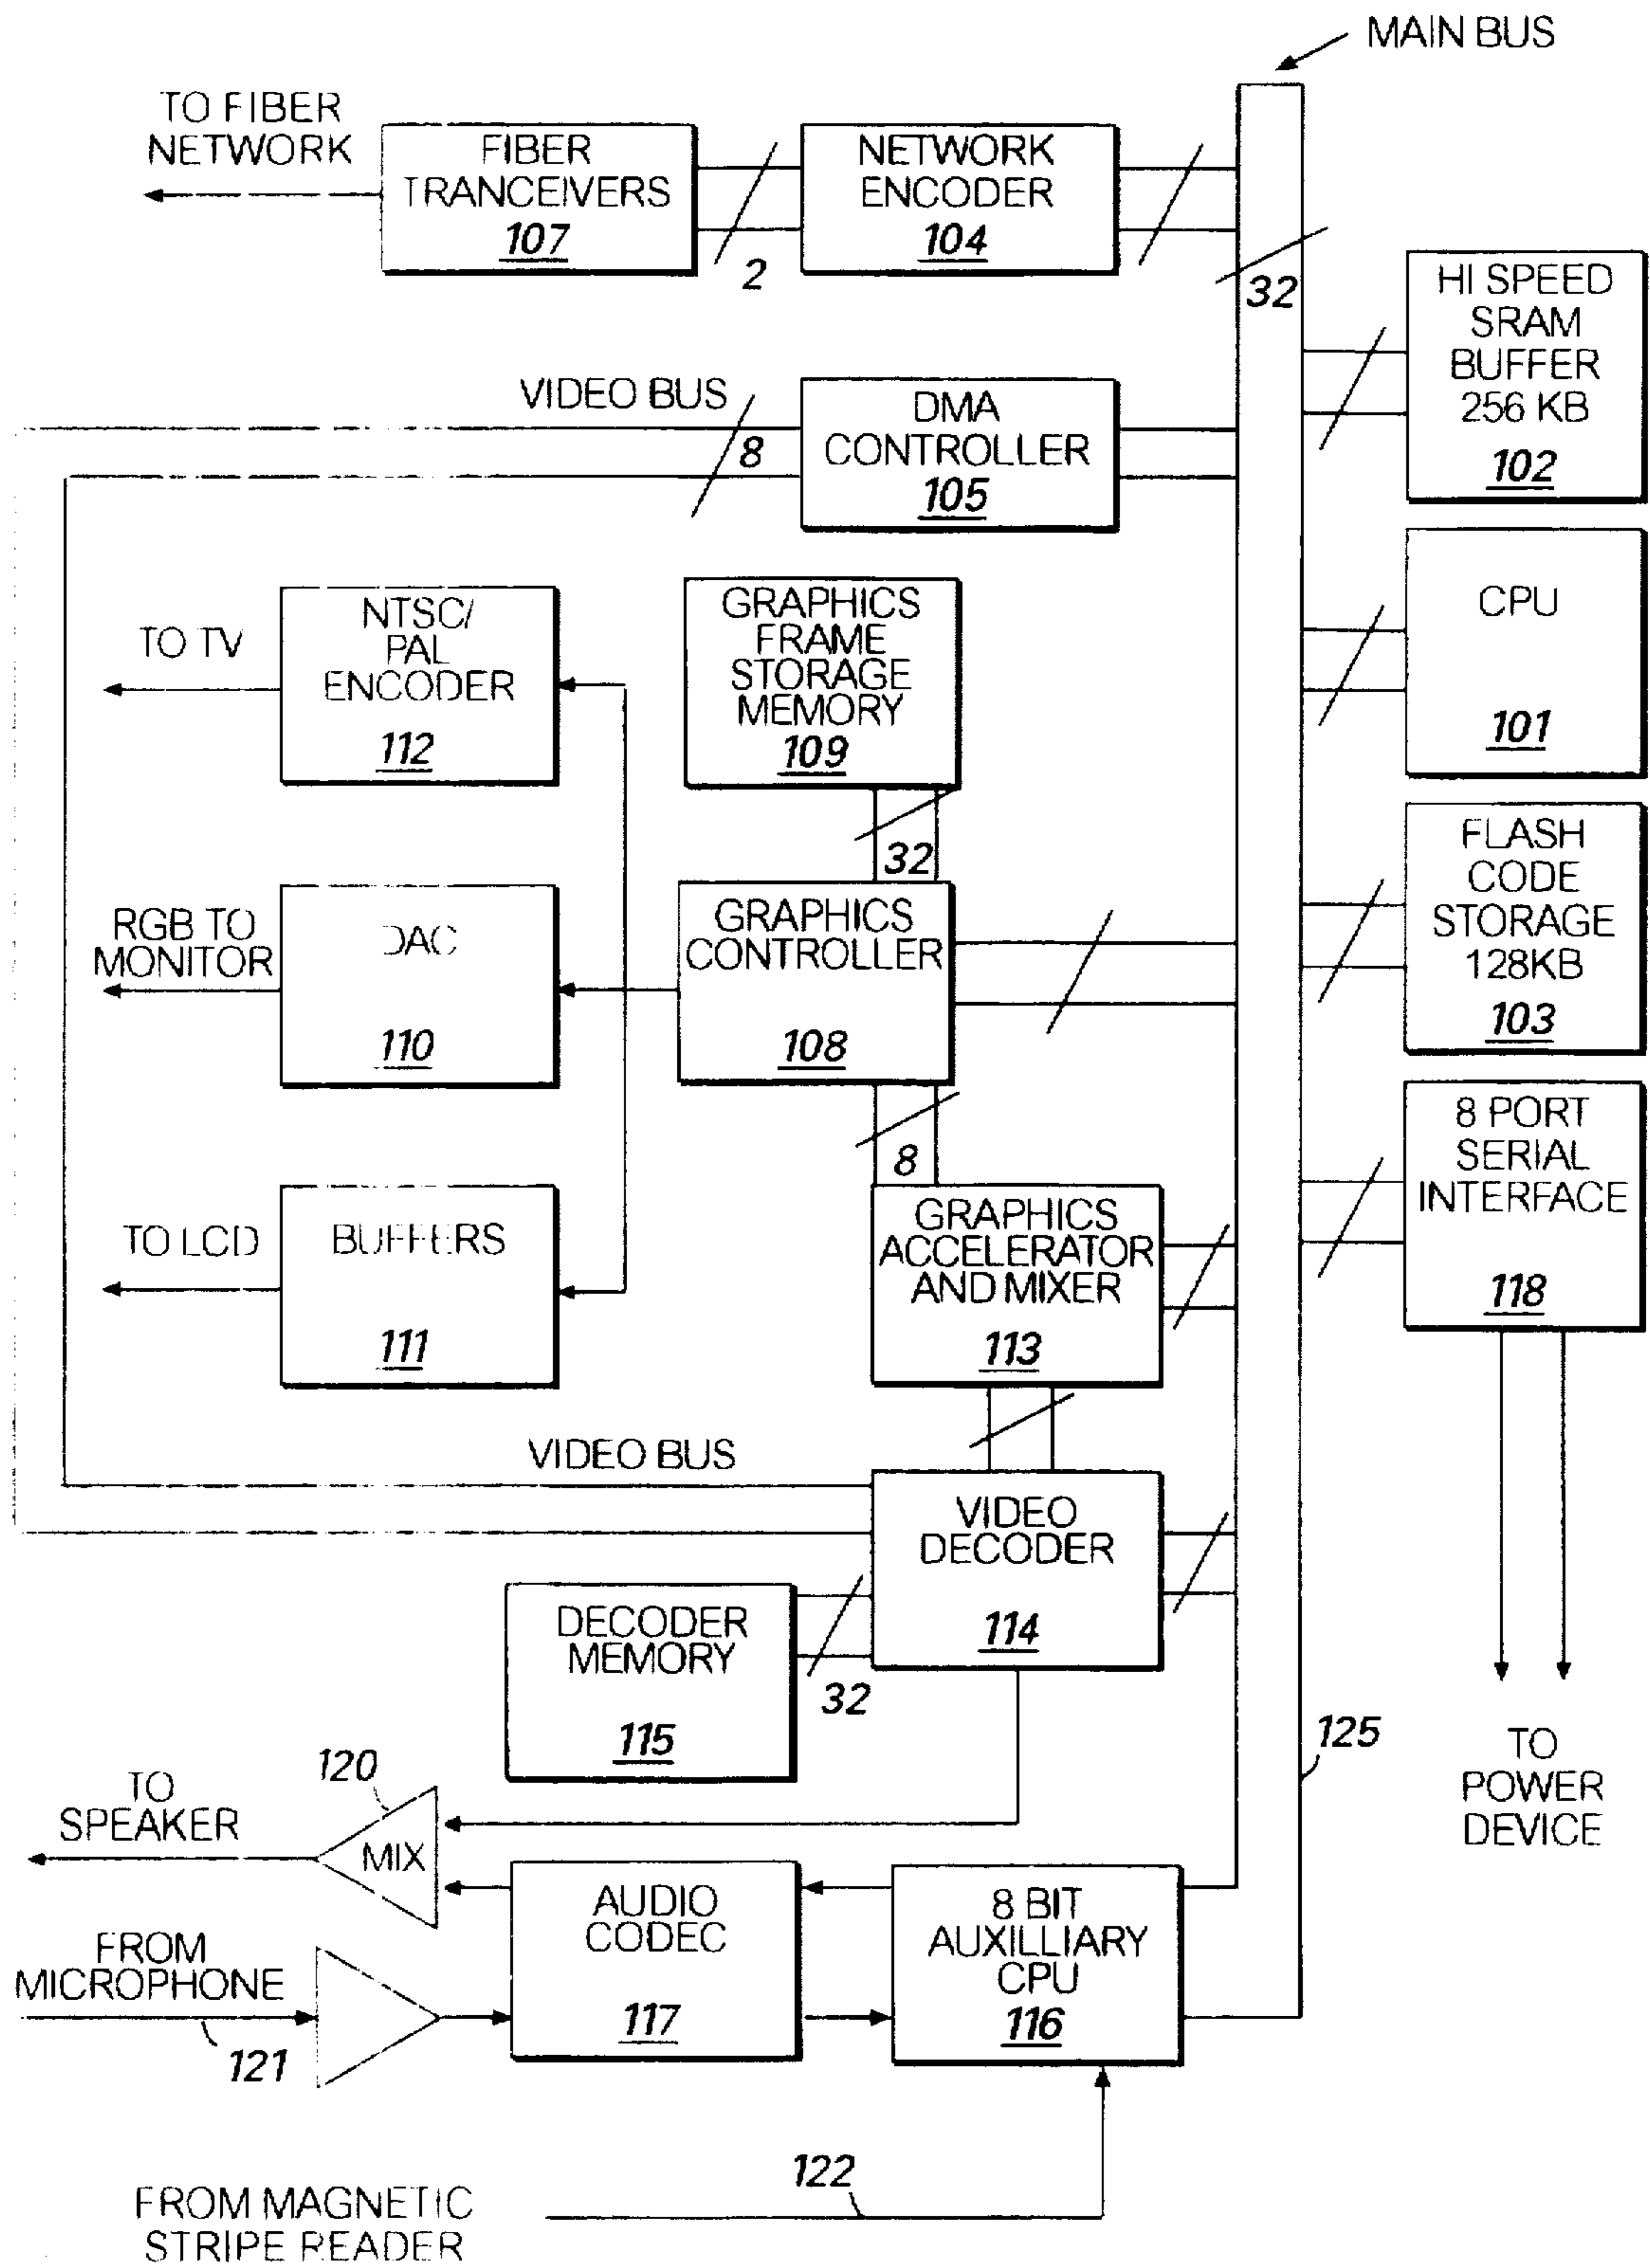 MAIN BUS
TO FIBER
NETWORK
FIBER
TRANCEIVERS
107
2
NETWORK
ENCODER
104
32
HI SPEED
SRAM
BUFFER
256 KB
102
VIDEO BUS
8
DMA
CONTROLLER
105
CPU
101
TO TV
NTSC/
PAL
ENCODER
112
GRAPHICS
FRAME
STORAGE
MEMORY
109
32
FLASH
CODE
STORAGE
128KB
103
RGB TO
MONITOR
DAC
110
GRAPHICS
CONTROLLER
108
8
8 PORT
SERIAL
INTERFACE
118
TO LCD
BUFFERS
111
GRAPHICS
ACCELERATOR
AND MIXER
113
VIDEO BUS
VIDEO
DECODER
114
DECODER
MEMORY
115
32
125
TO
POWER
DEVICE
TO
SPEAKER
120
MIX
AUDIO
CODEC
117
8 BIT
AUXILLIARY
CPU
116
FROM
MICROPHONE
121
122
FROM MAGNETIC
STRIPE READER